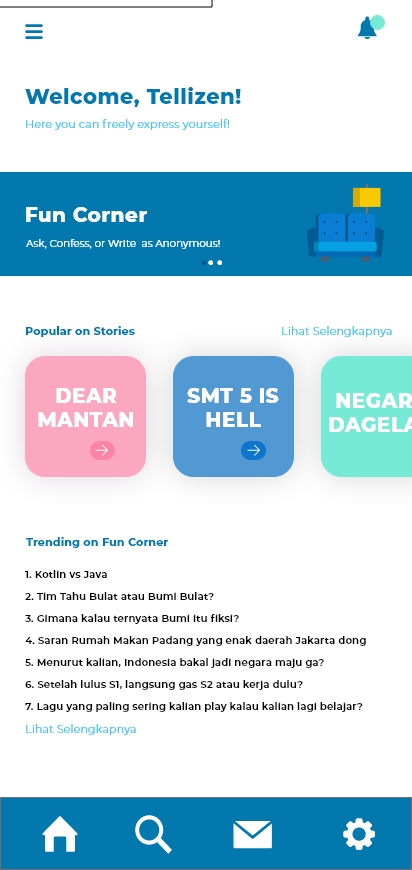 Welcome, Tellizen!
Here you can freely express yourself!
Fun Corner
Ask, Confess, or Write as Anonymous!
Popular on Stories
Lihat Selengkapnya
DEAR
MANTAN
SMT 5 IS
HELL
NEGAR
DAGELA
Trending on Fun Corner
1. Kotlin vs Java
2. Tim Tahu Bulat atau Bumi Bulat?
3. Gimana kalau ternyata Bumi itu fiksi?
4. Saran Rumah Makan Padang yang enak daerah Jakarta dong
5. Menurut kalian, Indonesia bakal jadi negara maju ga?
6. Setelah lulus S1, langsung gas S2 atau kerja dulu?
7. Lagu yang paling sering kalian play kalau kalian lagi belajar?
Lihat Selengkapnya